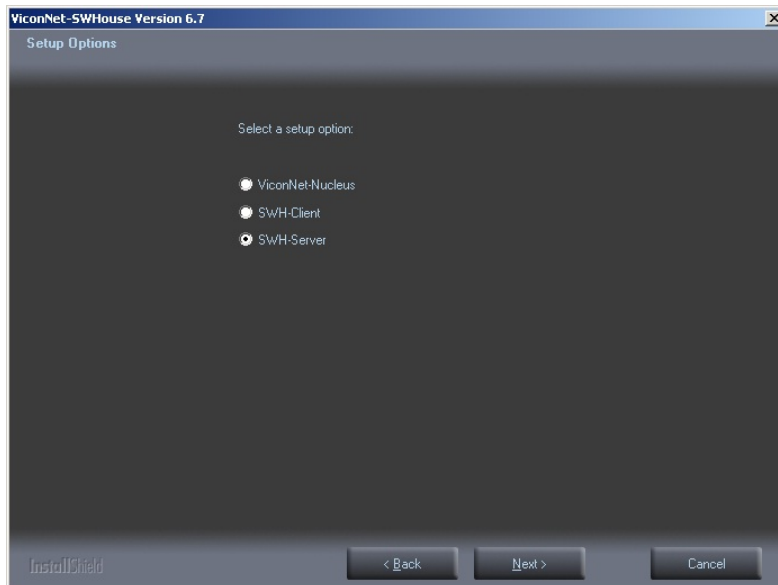 ViconNet-SWHouse Version 6.7
Setup Options
Select a setup option:
ViconNet-Nucleus
SWH-Client
SWH-Server
InstallShield
< Back
Next >
Cancel